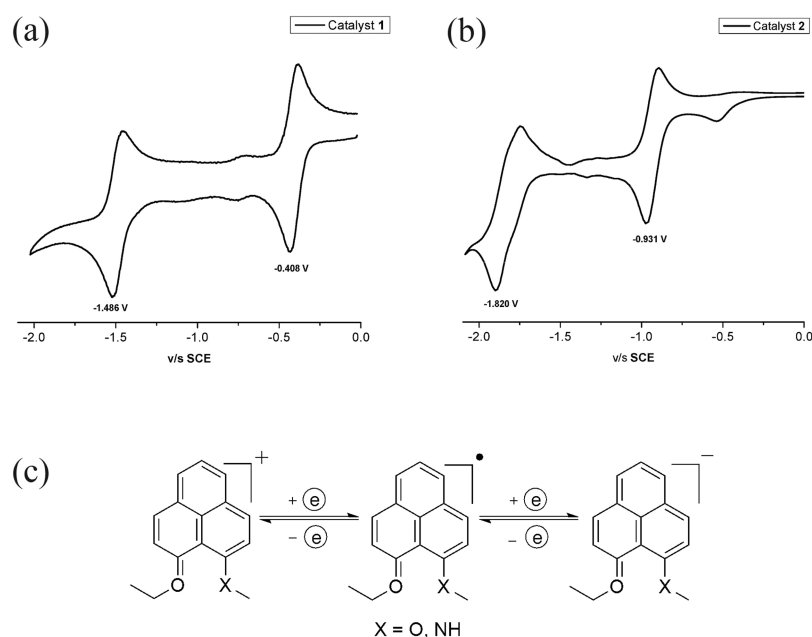 (a)
Catalyst 1
-0.408 V
-1.486 V
-2.0 -1.5 -1.0 -0.5 0.0
v/s SCE
(b)
Catalyst 2
-0.931 V
-1.820 V
-2.0 -1.5 -1.0 -0.5 0.0
v/s SCE
(c)
+
•
−
+ e
− e
+ e
− e
O X
O X
O X
X = O, NH